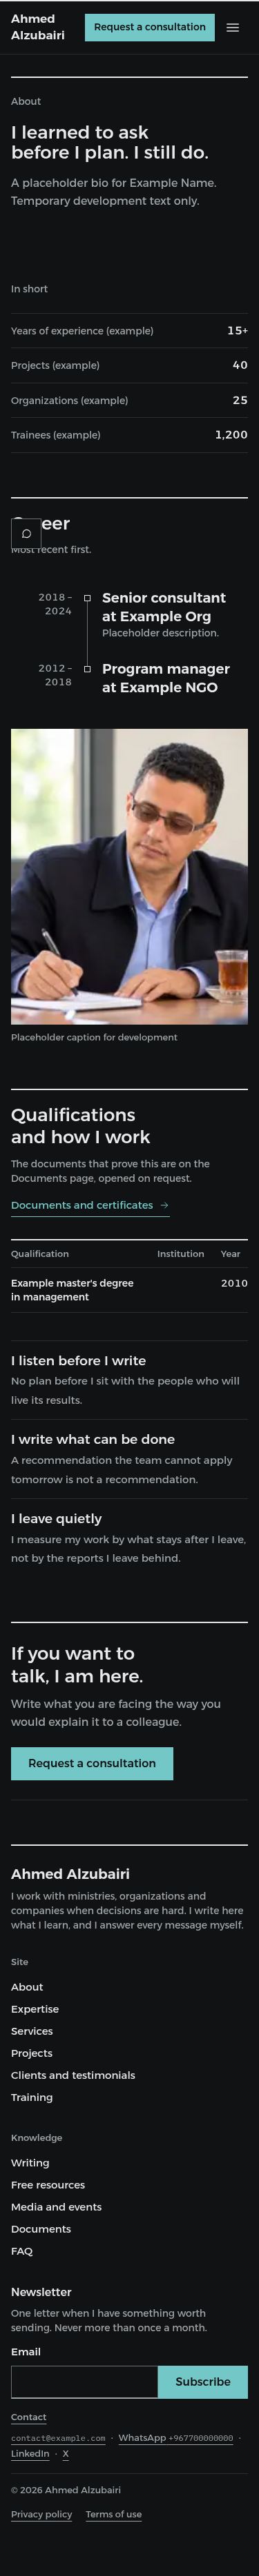 Ahmed
Alzubairi
Request a consultation
About
I learned to ask
before I plan. I still do.
A placeholder bio for Example Name.
Temporary development text only.
In short
Years of experience (example) 15+
Projects (example) 40
Organizations (example) 25
Trainees (example) 1,200
eer
Most recent first.
2018 –
2024
Senior consultant
at Example Org
Placeholder description.
2012 –
2018
Program manager
at Example NGO
Placeholder caption for development
Qualifications
and how I work
The documents that prove this are on the
Documents page, opened on request.
Documents and certificates →
Qualification Institution Year
Example master's degree 2010
in management
I listen before I write
No plan before I sit with the people who will
live its results.
I write what can be done
A recommendation the team cannot apply
tomorrow is not a recommendation.
I leave quietly
I measure my work by what stays after I leave,
not by the reports I leave behind.
If you want to
talk, I am here.
Write what you are facing the way you
would explain it to a colleague.
Request a consultation
Ahmed Alzubairi
I work with ministries, organizations and
companies when decisions are hard. I write here
what I learn, and I answer every message myself.
Site
About
Expertise
Services
Projects
Clients and testimonials
Training
Knowledge
Writing
Free resources
Media and events
Documents
FAQ
Newsletter
One letter when I have something worth
sending. Never more than once a month.
Email
Subscribe
Contact
contact@example.com · WhatsApp +967700000000 ·
LinkedIn · X
© 2026 Ahmed Alzubairi
Privacy policy Terms of use